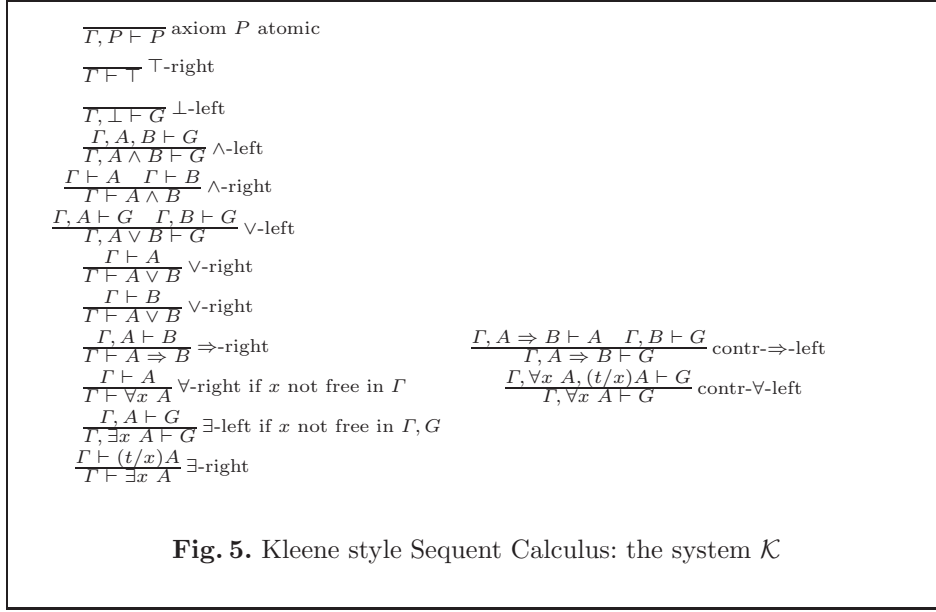 Γ, P ⊢ P axiom P atomic
Γ ⊢ ⊤ ⊤-right
Γ, ⊥ ⊢ G ⊥-left
Γ, A, B ⊢ G
Γ, A ∧ B ⊢ G ∧-left
Γ ⊢ A Γ ⊢ B
Γ ⊢ A ∧ B ∧-right
Γ, A ⊢ G Γ, B ⊢ G
Γ, A ∨ B ⊢ G ∨-left
Γ ⊢ A
Γ ⊢ A ∨ B ∨-right
Γ ⊢ B
Γ ⊢ A ∨ B ∨-right
Γ, A ⊢ B
Γ ⊢ A ⇒ B ⇒-right
Γ, A ⇒ B ⊢ A Γ, B ⊢ G
Γ, A ⇒ B ⊢ G contr-⇒-left
Γ ⊢ A
Γ ⊢ ∀x A ∀-right if x not free in Γ
Γ, ∀x A, (t/x)A ⊢ G
Γ, ∀x A ⊢ G contr-∀-left
Γ, A ⊢ G
Γ, ∃x A ⊢ G ∃-left if x not free in Γ, G
Γ ⊢ (t/x)A
Γ ⊢ ∃x A ∃-right
Fig. 5. Kleene style Sequent Calculus: the system 𝒦